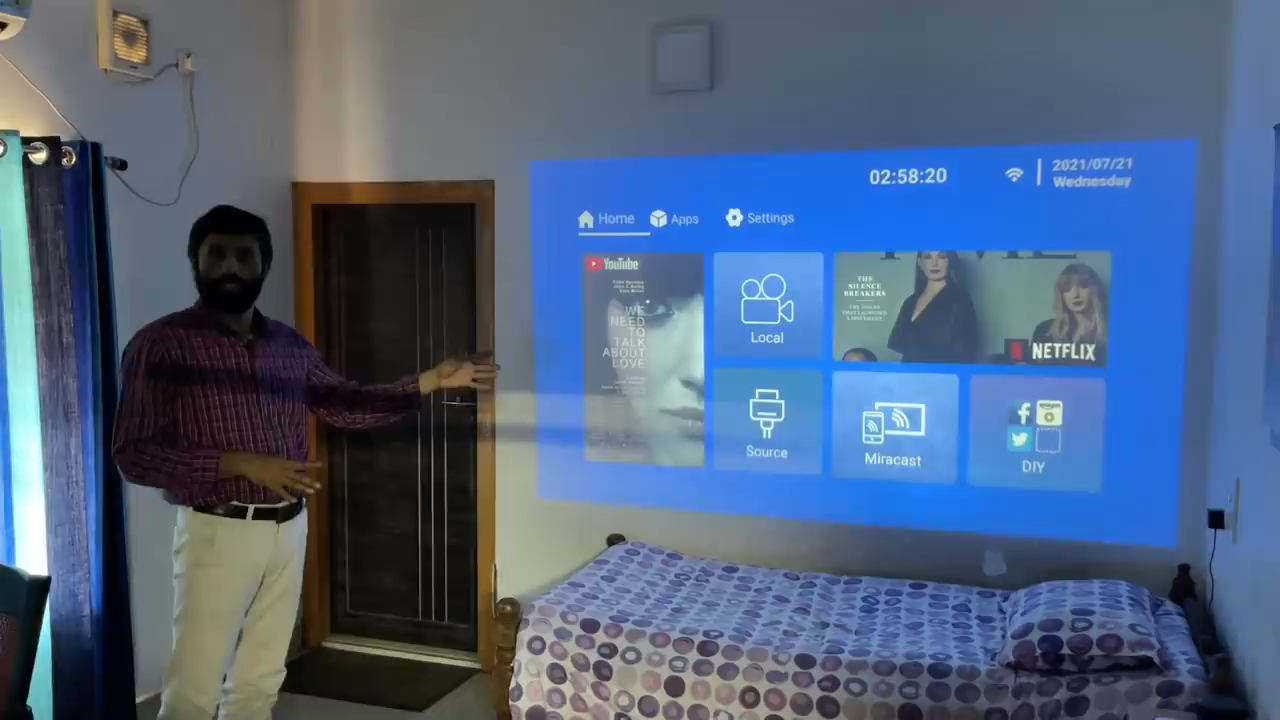 02:58:20
2021/07/21
Wednesday
Home
Apps
Settings
YouTube
WE
NEED
TO
TALK
ABOUT
LOVE
Local
THE
SILENCE
BREAKERS
NETFLIX
Source
Miracast
DIY